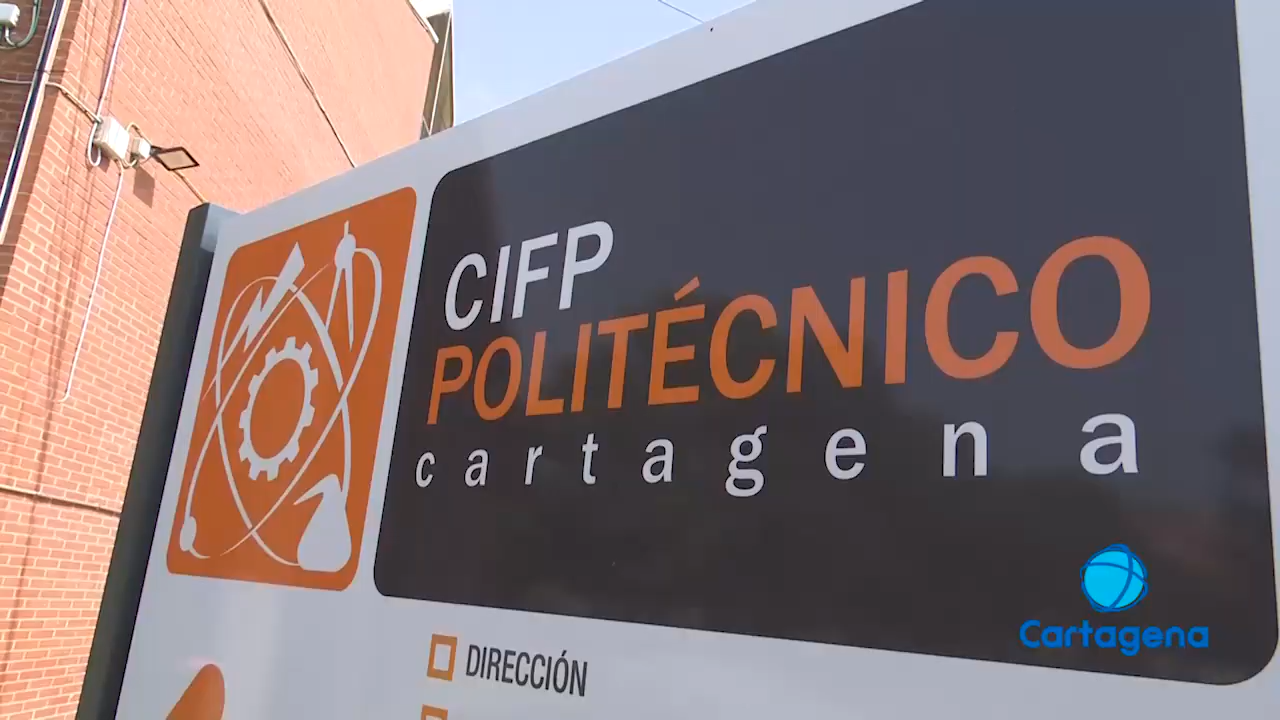 CIFP
POLITÉCNICO
cartagena
DIRECCIÓN
Cartagena